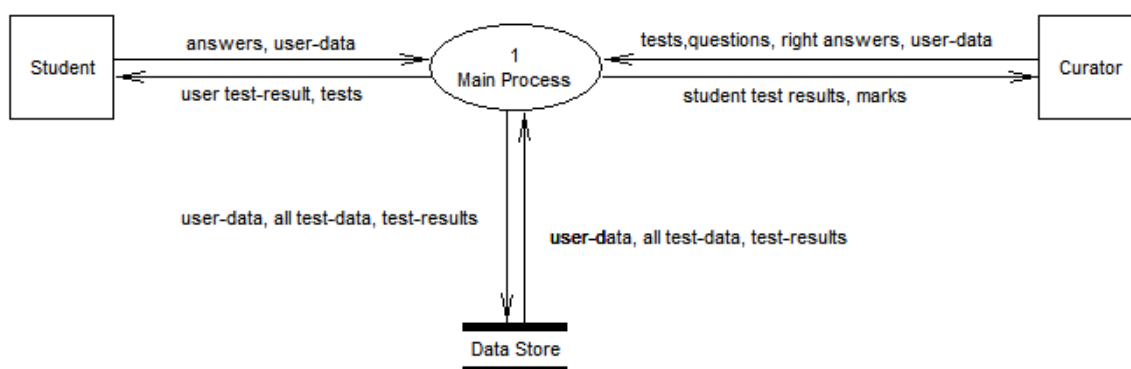 answers, user-data
tests,questions, right answers, user-data
Student
1
Main Process
Curator
user test-result, tests
student test results, marks
user-data, all test-data, test-results
user-data, all test-data, test-results
Data Store